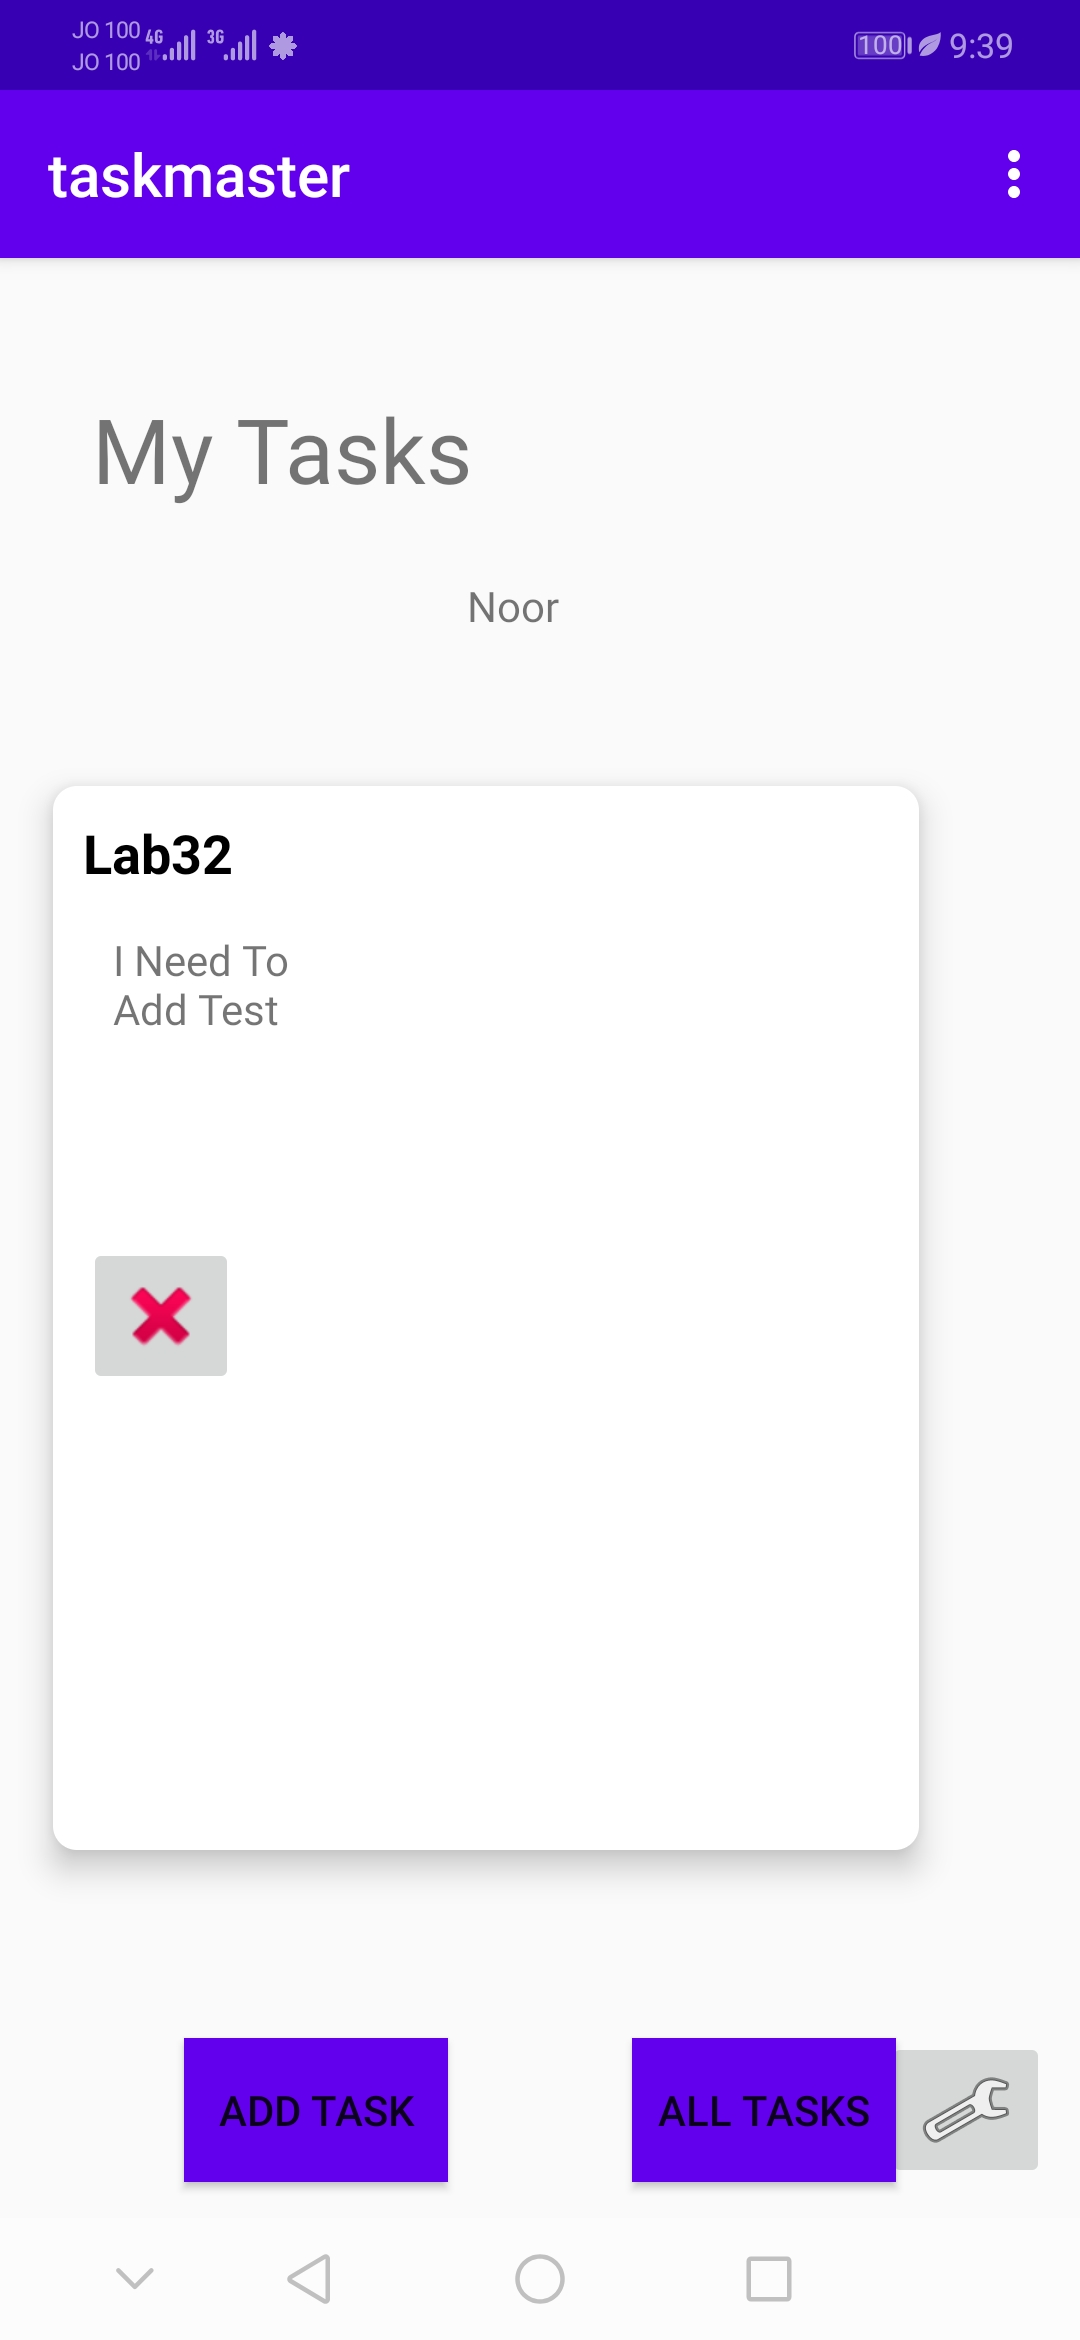 JO 100 4G 3G
JO 100
100 9:39
taskmaster
My Tasks
Noor
Lab32
I Need To
Add Test
ADD TASK
ALL TASKS